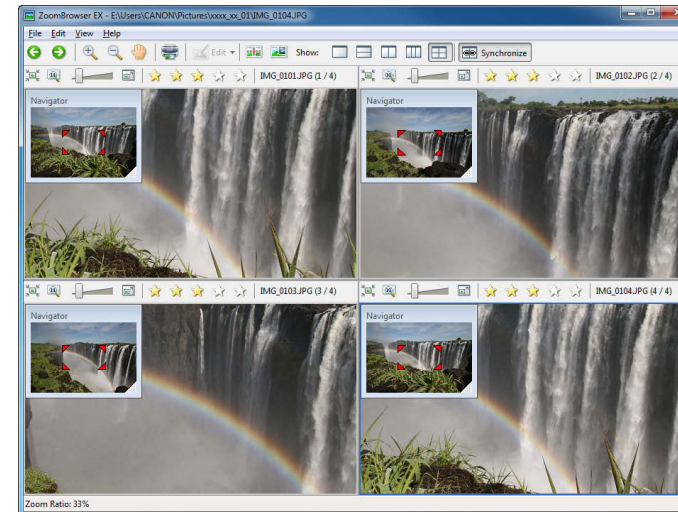 ZoomBrowser EX - E:\Users\CANON\Pictures\xxxx_xx_01\IMG_0104.JPG
File Edit View Help
Edit Show: Synchronize
IMG_0101.JPG (1 / 4)
IMG_0102.JPG (2 / 4)
Navigator
Navigator
IMG_0103.JPG (3 / 4)
IMG_0104.JPG (4 / 4)
Navigator
Navigator
Zoom Ratio: 33%